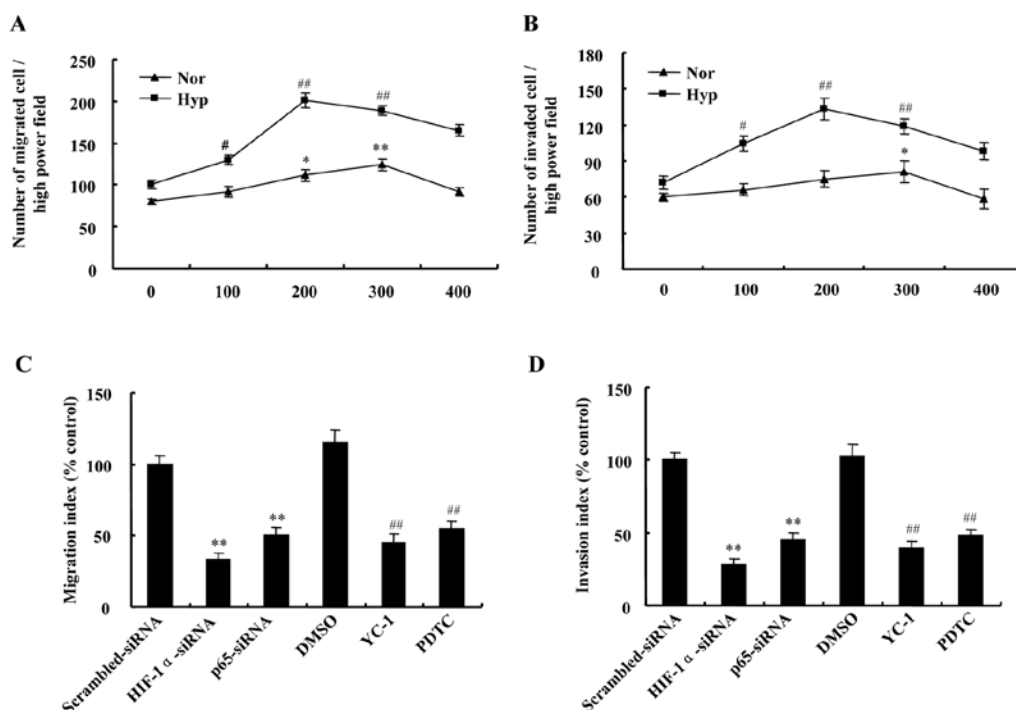 A
Number of migrated cell /
high power field
250
200
150
100
50
0
Nor
Hyp
#
##
##
*
**
0 100 200 300 400
B
Number of invaded cell /
high power field
180
150
120
90
60
30
0
Nor
Hyp
#
##
##
*
0 100 200 300 400
C
Migration index (% control)
150
100
50
0
**
**
##
##
Scrambled-siRNA
HIF-1α-siRNA
p65-siRNA
DMSO
YC-1
PDTC
D
Invasion index (% control)
150
100
50
0
**
**
##
##
Scrambled-siRNA
HIF-1α-siRNA
p65-siRNA
DMSO
YC-1
PDTC